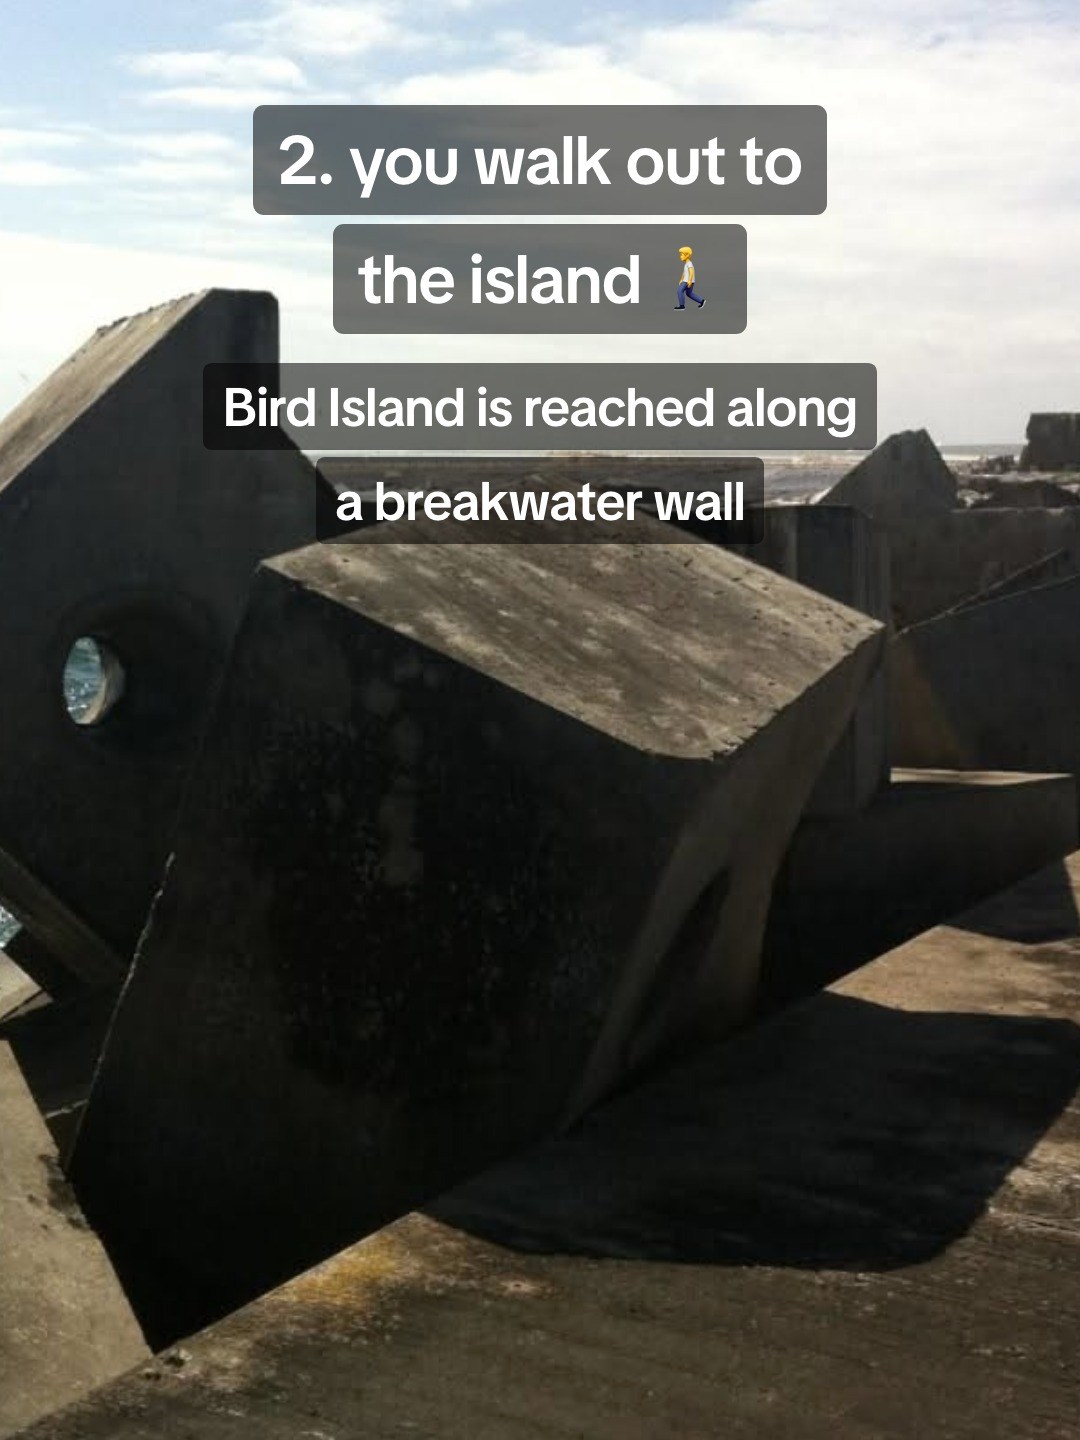 2. you walk out to
the island 🚶
Bird Island is reached along
a breakwater wall